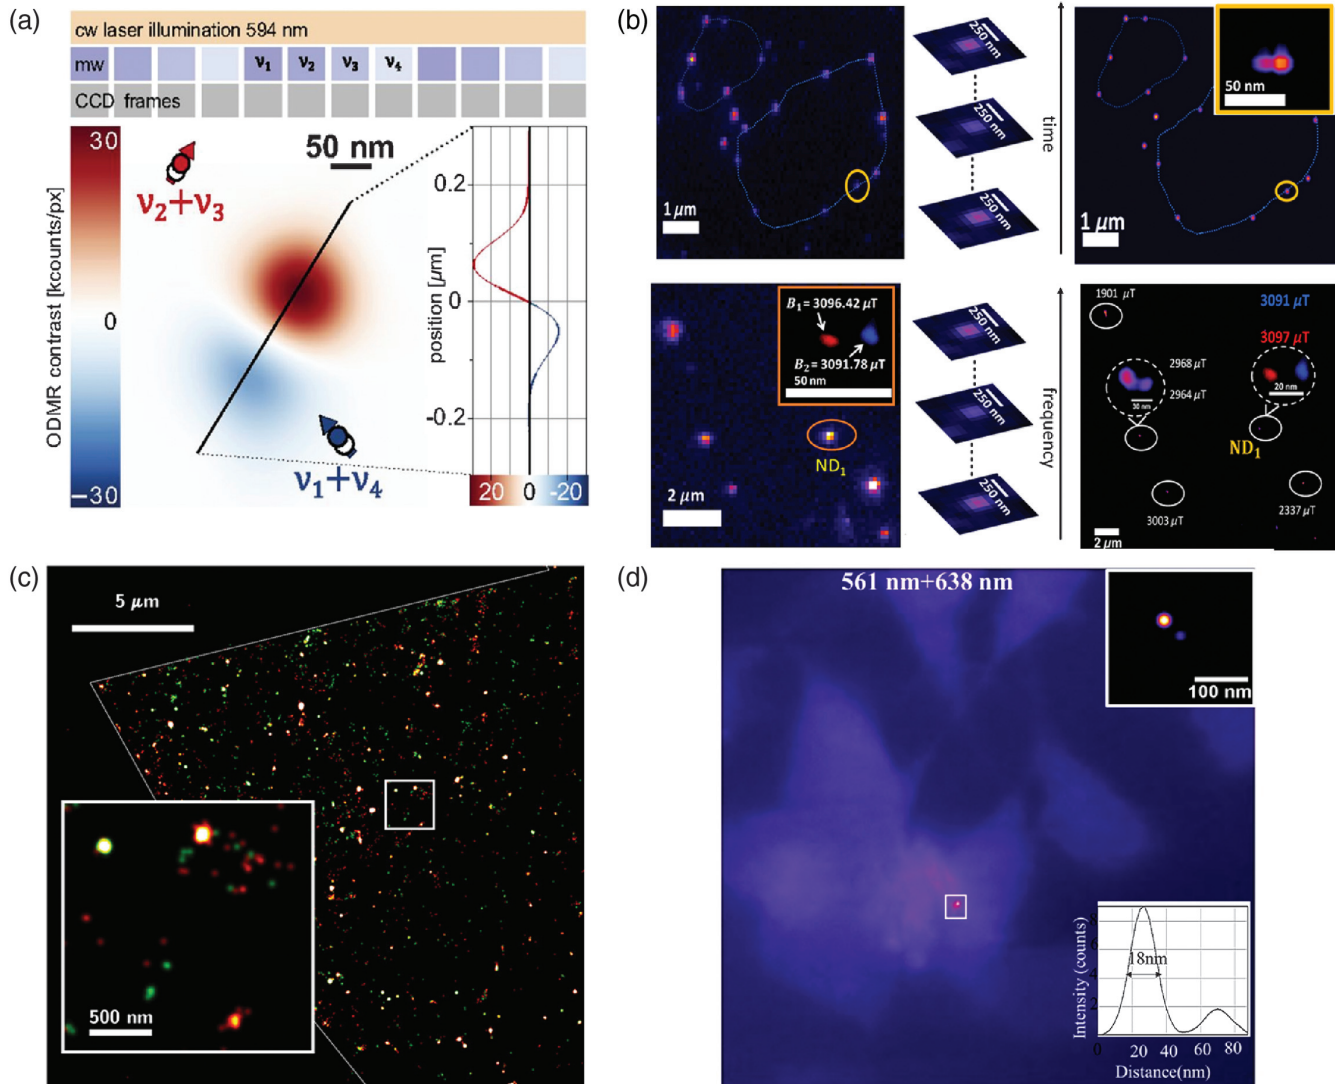 (a)
cw laser illumination 594 nm
mw
ν₁ ν₂ ν₃ ν₄
CCD frames
ODMR contrast [kcounts/px]
30
0
−30
50 nm
ν₂+ν₃
ν₁+ν₄
position [µm]
0.2
0
-0.2
20 0 -20
(b)
1 µm
250 nm
250 nm
250 nm
time
50 nm
1 µm
B₁ = 3096.42 µT
B₂ = 3091.78 µT
50 nm
ND₁
2 µm
250 nm
250 nm
250 nm
frequency
1901 µT
3091 µT
3097 µT
2968 µT
2964 µT
30 nm
20 nm
ND₁
3003 µT
2337 µT
2 µm
(c)
5 µm
500 nm
(d)
561 nm+638 nm
100 nm
Intensity (counts)
8
6
4
2
18nm
0 20 40 60 80
Distance(nm)